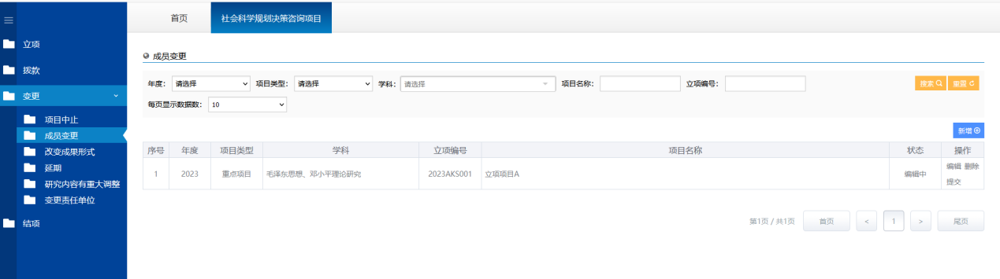 首页 社会科学规划决策咨询项目
立项
拨款
变更
项目中止
成员变更
改变成果形式
延期
研究内容有重大调整
变更责任单位
结项
成员变更
年度： 请选择 项目类型： 请选择 学科： 请选择 项目名称： 立项编号： 搜索 重置
每页显示数据数： 10
新增
序号 年度 项目类型 学科 立项编号 项目名称 状态 操作
1 2023 重点项目 毛泽东思想、邓小平理论研究 2023AKS001 立项项目A 编辑中 编辑 删除
提交
第1页 / 共1页 首页 < 1 > 尾页